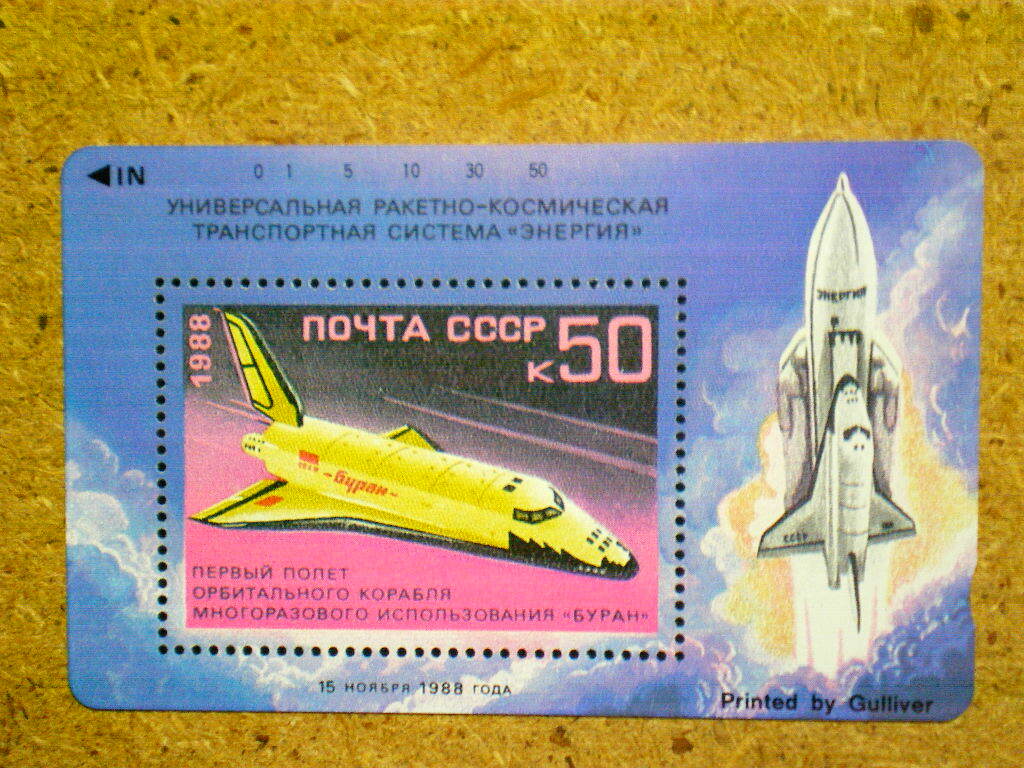 ◀IN
0 1 5 10 30 50
УНИВЕРСАЛЬНАЯ РАКЕТНО-КОСМИЧЕСКАЯ
ТРАНСПОРТНАЯ СИСТЕМА «ЭНЕРГИЯ»
1988
ПОЧТА СССР
к50
Буран
ПЕРВЫЙ ПОЛЕТ
ОРБИТАЛЬНОГО КОРАБЛЯ
МНОГОРАЗОВОГО ИСПОЛЬЗОВАНИЯ «БУРАН»
15 НОЯБРЯ 1988 ГОДА
ЭНЕРГИЯ
СССР
Printed by Gulliver